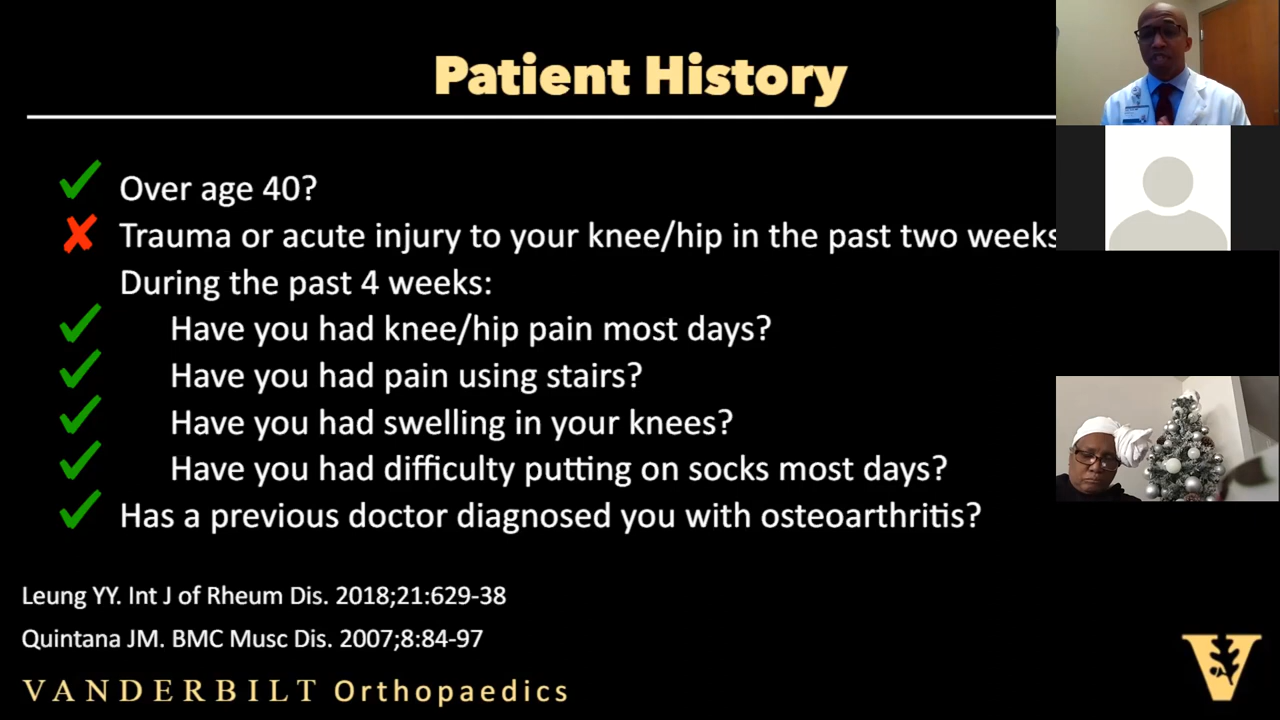 Patient History
Over age 40?
Trauma or acute injury to your knee/hip in the past two weeks
During the past 4 weeks:
Have you had knee/hip pain most days?
Have you had pain using stairs?
Have you had swelling in your knees?
Have you had difficulty putting on socks most days?
Has a previous doctor diagnosed you with osteoarthritis?
Leung YY. Int J of Rheum Dis. 2018;21:629-38
Quintana JM. BMC Musc Dis. 2007;8:84-97
VANDERBILT Orthopaedics
V